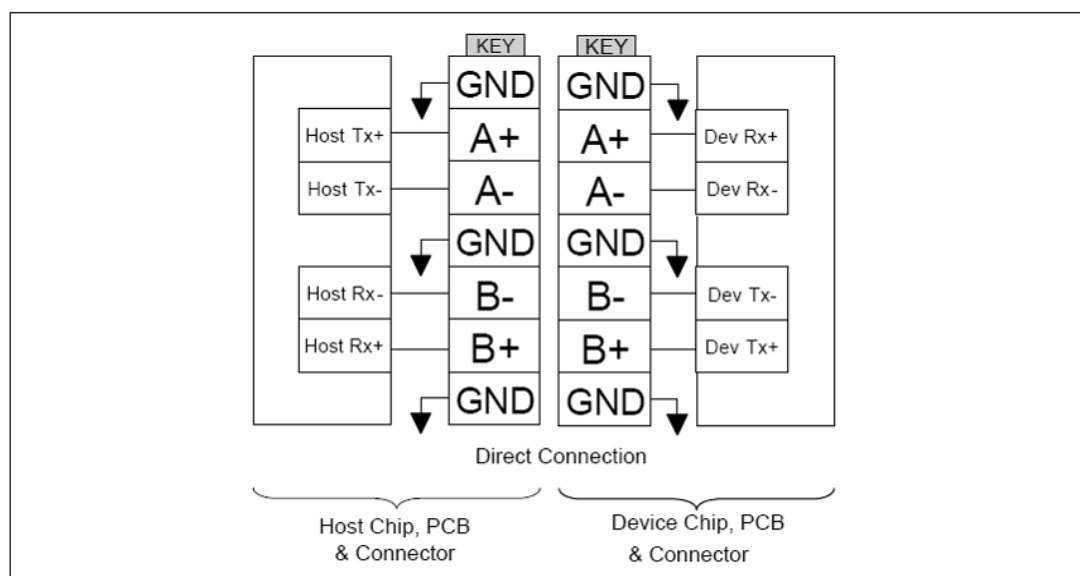 KEY KEY
GND GND
Host Tx+ A+ A+ Dev Rx+
Host Tx- A- A- Dev Rx-
GND GND
Host Rx- B- B- Dev Tx-
Host Rx+ B+ B+ Dev Tx+
GND GND
Direct Connection
Host Chip, PCB
& Connector
Device Chip, PCB
& Connector